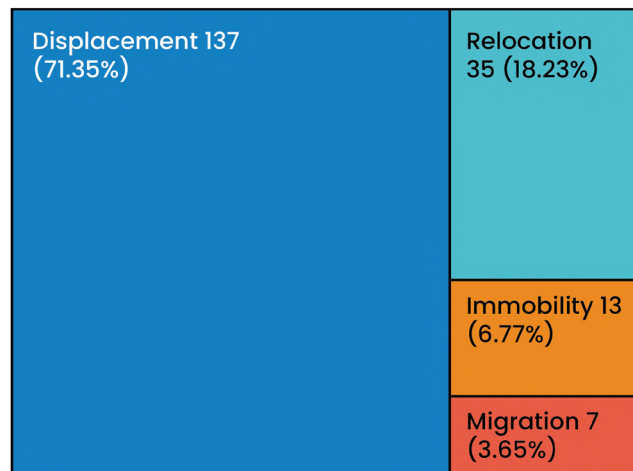 Displacement 137
(71.35%)
Relocation
35 (18.23%)
Immobility 13
(6.77%)
Migration 7
(3.65%)